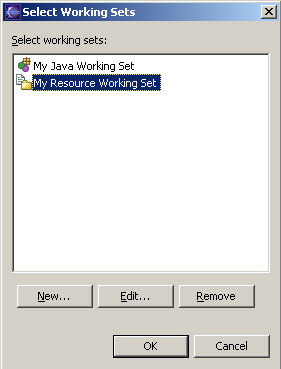 Select Working Sets
Select working sets:
My Java Working Set
My Resource Working Set
New... Edit... Remove
OK Cancel